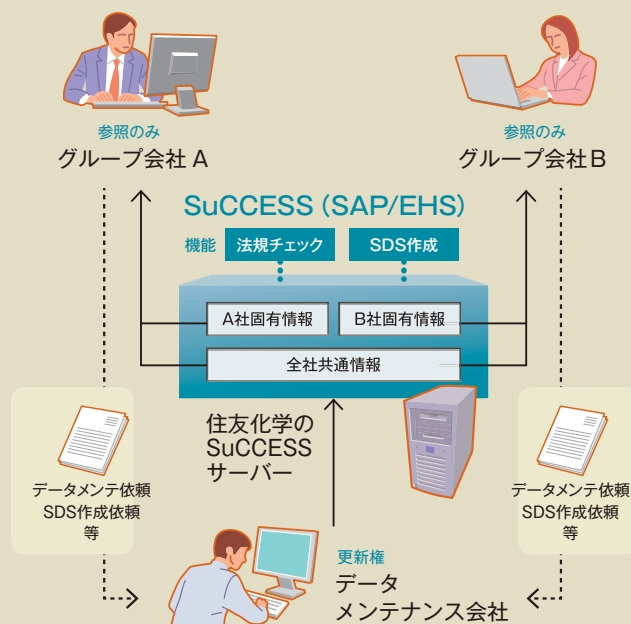 参照のみ
グループ会社 A
参照のみ
グループ会社 B
SuCCESS (SAP/EHS)
機能
法規チェック
SDS作成
A社固有情報
B社固有情報
全社共通情報
住友化学の
SuCCESS
サーバー
データメンテ依頼
SDS作成依頼
等
データメンテ依頼
SDS作成依頼
等
更新権
データ
メンテナンス会社